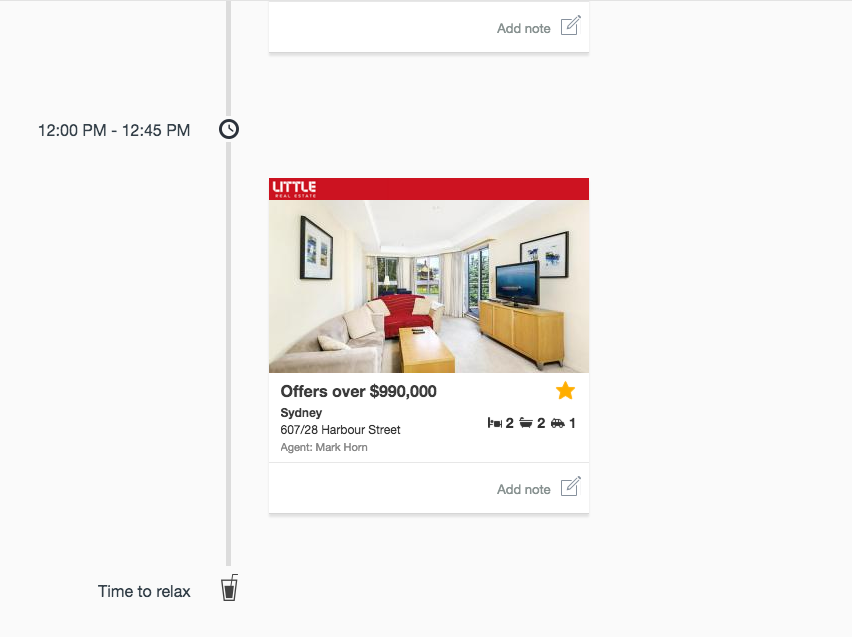 Add note
12:00 PM - 12:45 PM
LITTLE
REAL ESTATE
Offers over $990,000
Sydney
607/28 Harbour Street
2 2 1
Agent: Mark Horn
Add note
Time to relax